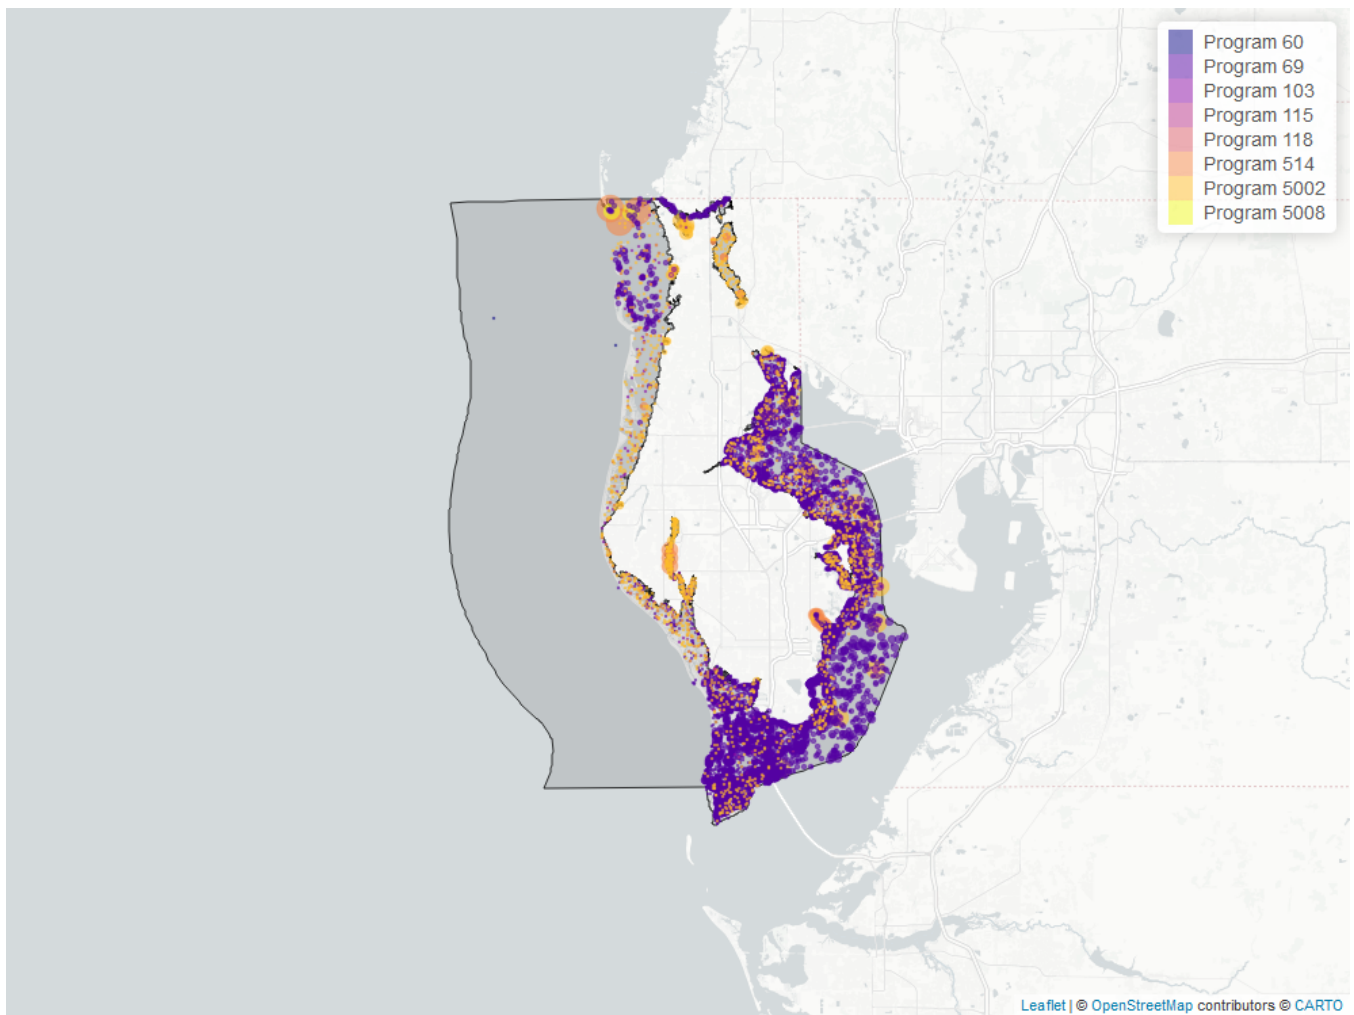 Program 60
Program 69
Program 103
Program 115
Program 118
Program 514
Program 5002
Program 5008
Leaflet | © OpenStreetMap contributors © CARTO